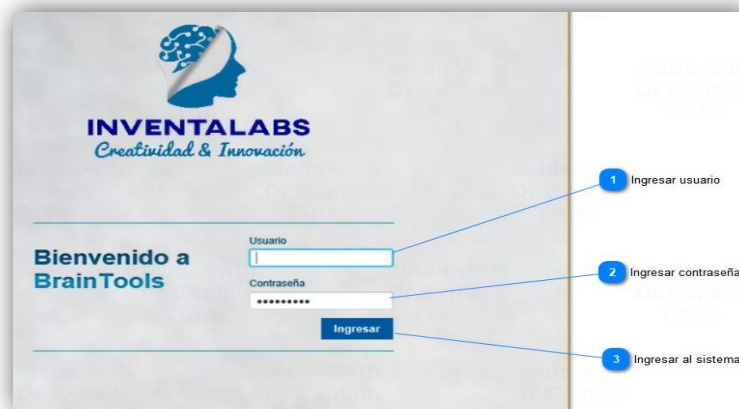 INVENTALABS
Creatividad & Innovación
Bienvenido a
BrainTools
Usuario
Contraseña
•••••••••
Ingresar
1 Ingresar usuario
2 Ingresar contraseña
3 Ingresar al sistema